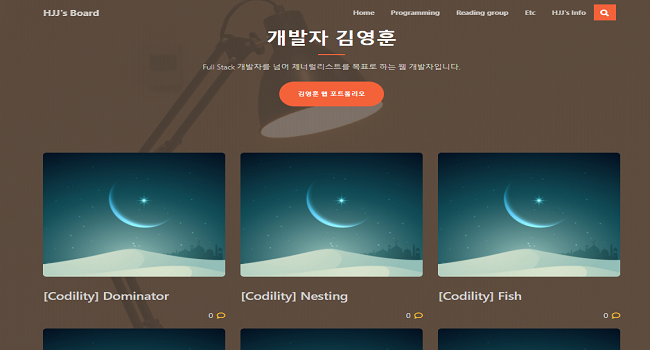 HJJ's Board
Home Programming Reading group Etc HJJ's Info
개발자 김영훈
Full Stack 개발자를 넘어 제너럴리스트를 목표로 하는 웹 개발자입니다.
김영훈 웹 포트폴리오
[Codility] Dominator
[Codility] Nesting
[Codility] Fish
0
0
0